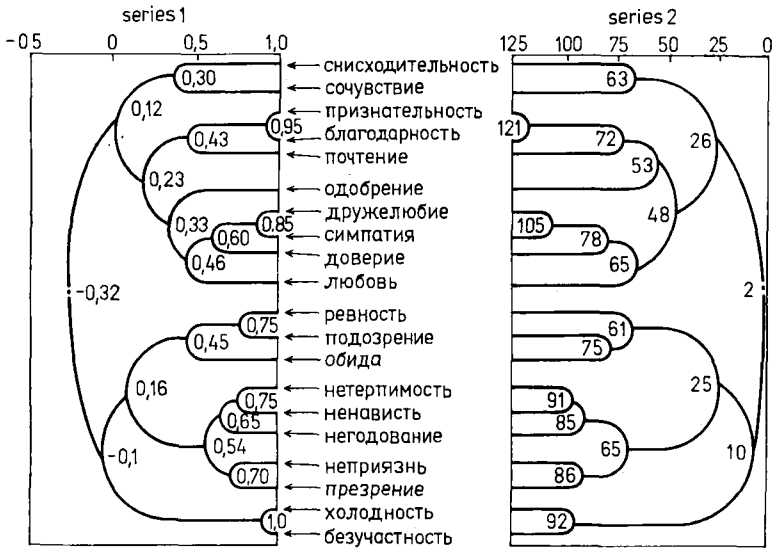 series 1 series 2
-0 5 0 0,5 1,0 125 100 75 50 25 0
снисходительность
0,30 63
сочувствие
0,12
признательность
0,95 121
благодарность
0,43 72 26
почтение
53
0,23
одобрение
дружелюбие
0,33 0,85 105 48
симпатия
0,60 78
доверие
0,46 65
любовь
-0,32 2
ревность
0,75 61
подозрение
0,45 75
обида
0,16 25
нетерпимость
0,75 91
ненависть
0,65 85
негодование
0,54 65
-0,1 10
неприязнь
0,70 86
презрение
холодность
1,0 92
безучастность